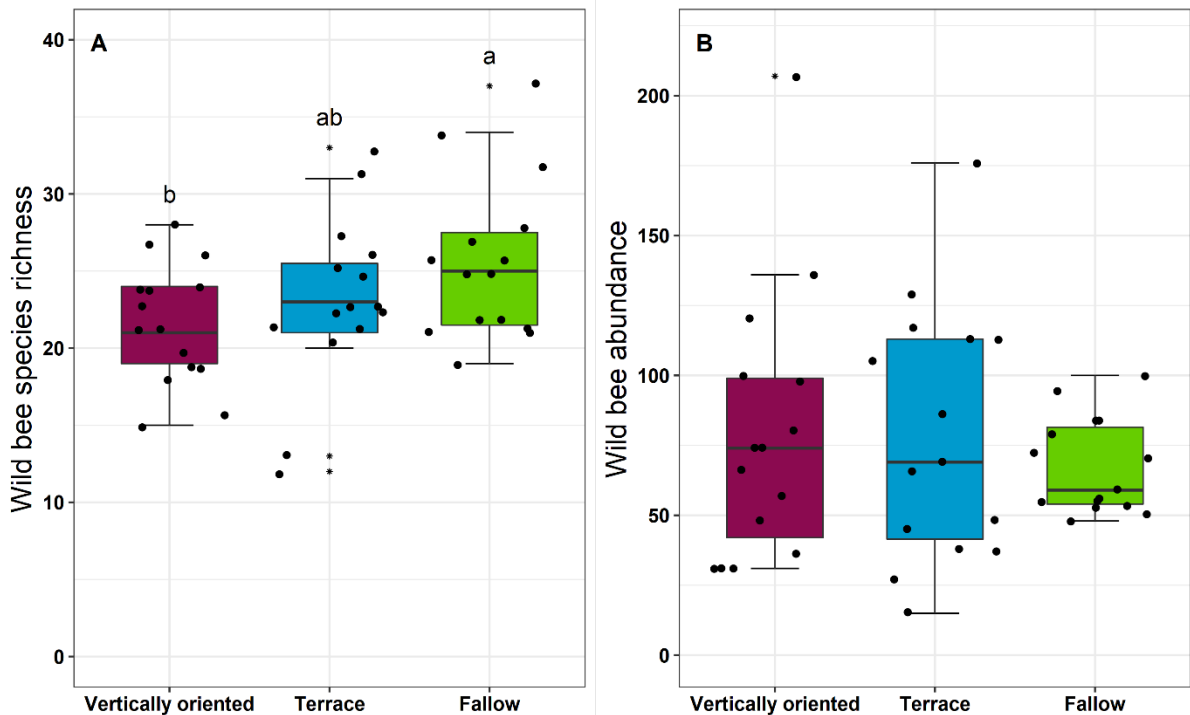 A
Wild bee species richness
40
30
20
10
0
b
ab
a
Vertically oriented
Terrace
Fallow
B
Wild bee abundance
200
150
100
50
0
Vertically oriented
Terrace
Fallow